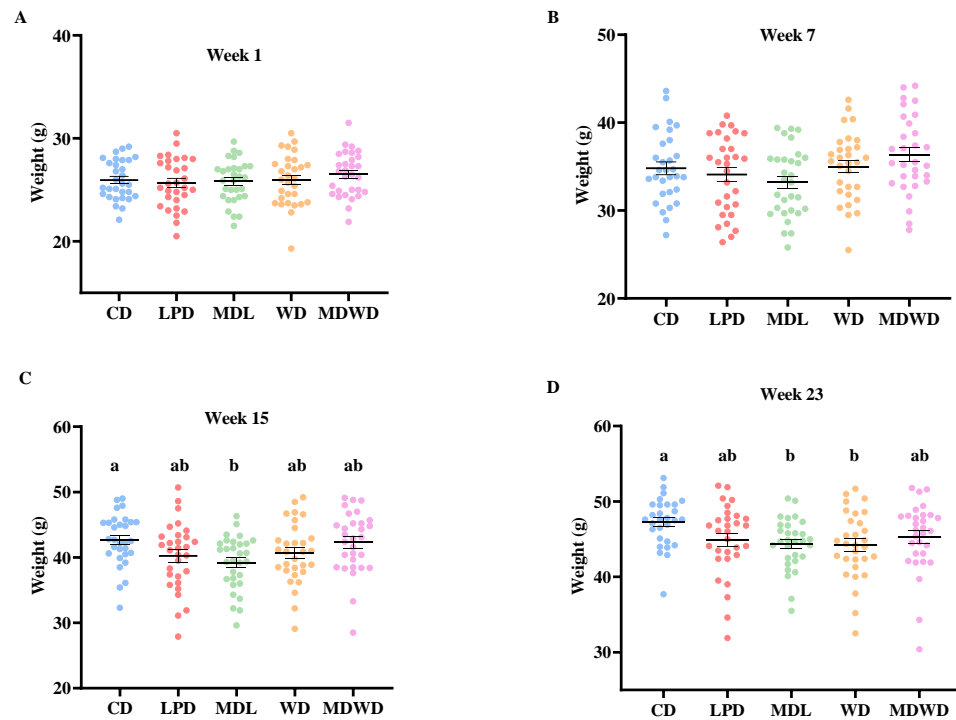 A
Week 1
Weight (g)
40
30
20
CD LPD MDL WD MDWD
B
Week 7
Weight (g)
50
40
30
20
CD LPD MDL WD MDWD
C
Week 15
Weight (g)
60
50
40
30
20
a ab b ab ab
CD LPD MDL WD MDWD
D
Week 23
Weight (g)
60
50
40
30
a ab b b ab
CD LPD MDL WD MDWD